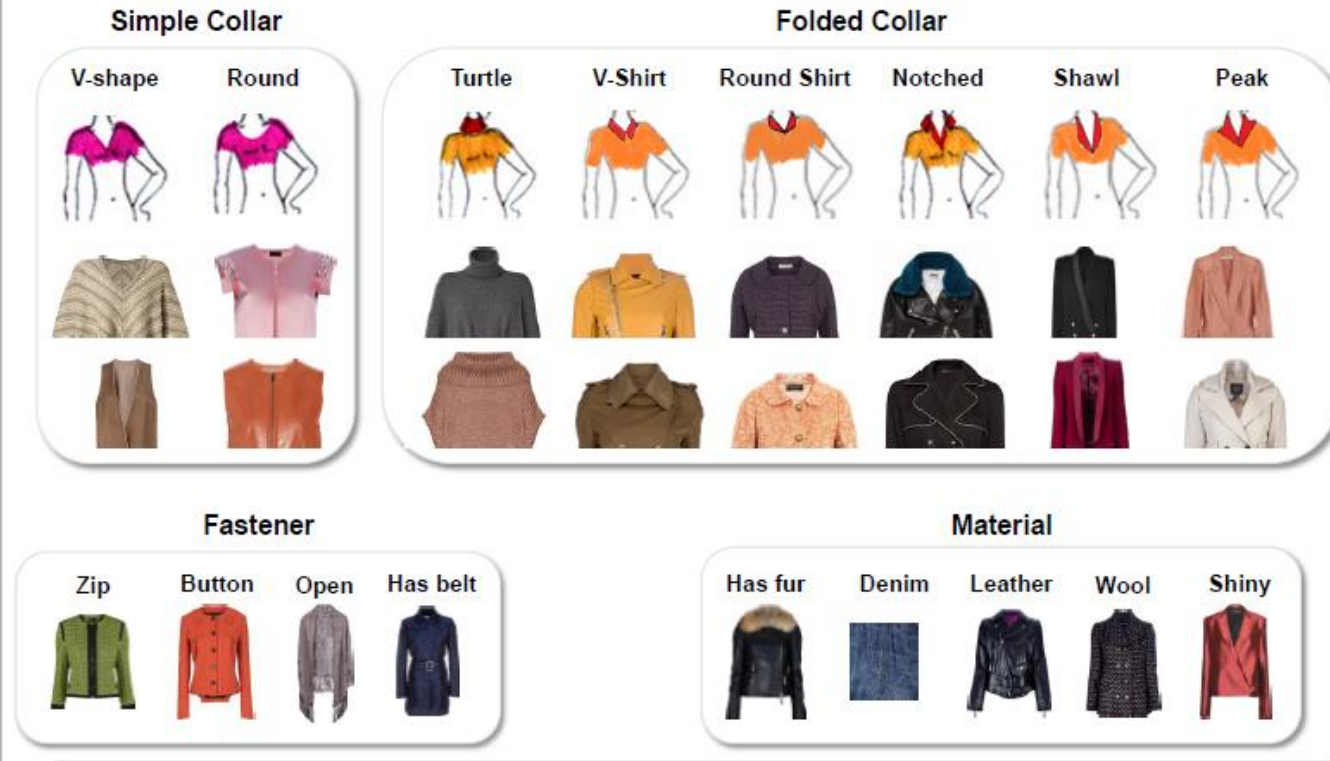 Simple Collar
Folded Collar
V-shape
Round
Turtle
V-Shirt
Round Shirt
Notched
Shawl
Peak
Fastener
Material
Zip
Button
Open
Has belt
Has fur
Denim
Leather
Wool
Shiny